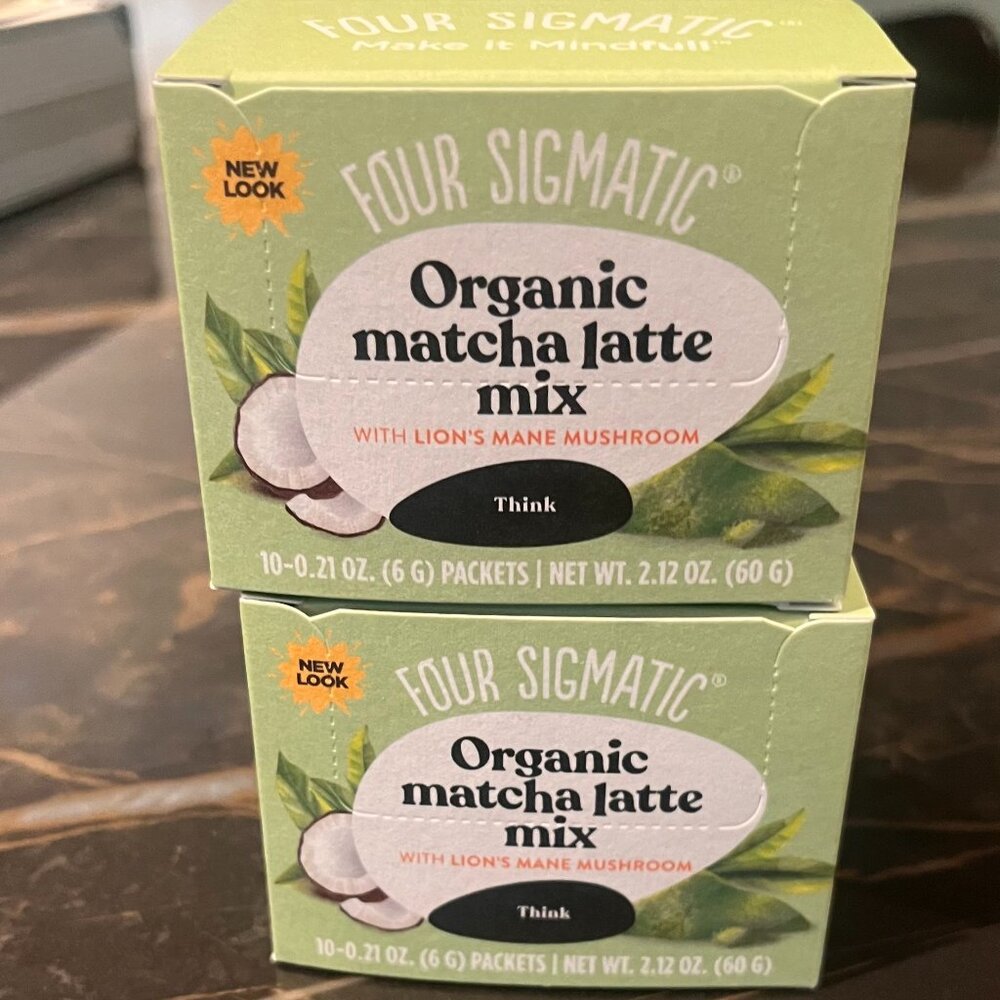 FOUR SIGMATIC
Make it Mindfull™
NEW
LOOK
FOUR SIGMATIC®
Organic
matcha latte
mix
WITH LION'S MANE MUSHROOM
Think
10-0.21 OZ. (6 G) PACKETS | NET WT. 2.12 OZ. (60 G)
NEW
LOOK
FOUR SIGMATIC®
Organic
matcha latte
mix
WITH LION'S MANE MUSHROOM
Think
10-0.21 OZ. (6 G) PACKETS | NET WT. 2.12 OZ. (60 G)